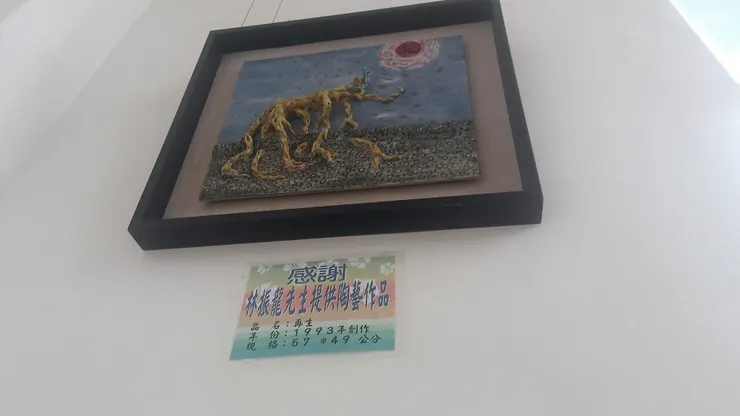 感謝
林振龍先生提供陶藝作品
品　名：再生
年　份：1993年創作
規　格：57 *49 公分